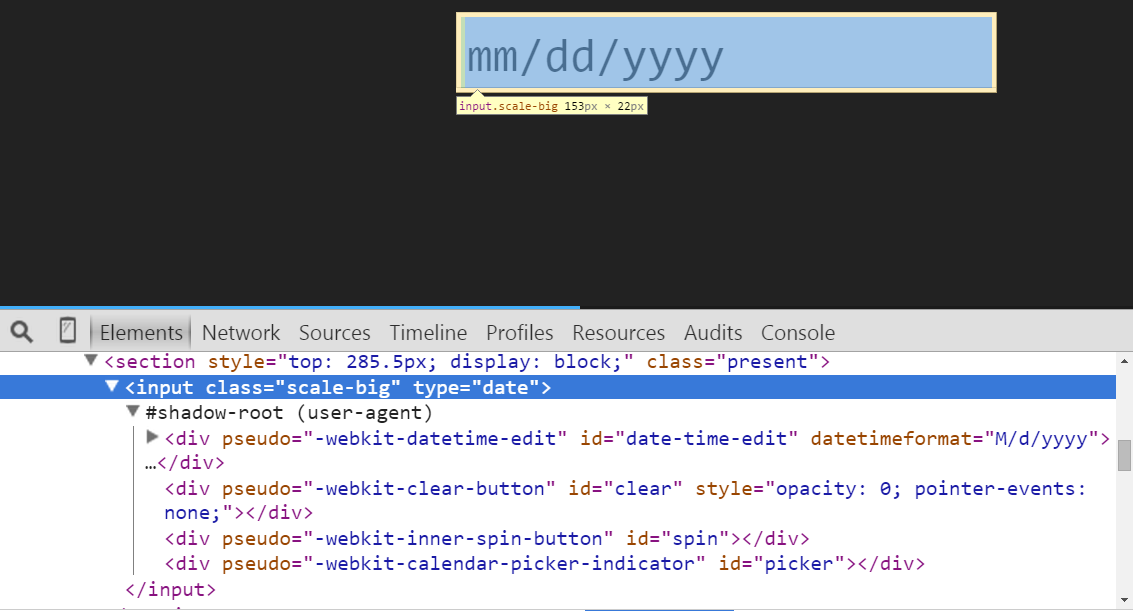 mm/dd/yyyy
input.scale-big 153px × 22px
Elements Network Sources Timeline Profiles Resources Audits Console
<section style="top: 285.5px; display: block;" class="present">
<input class="scale-big" type="date">
#shadow-root (user-agent)
<div pseudo="-webkit-datetime-edit" id="date-time-edit" datetimeformat="M/d/yyyy">
…</div>
<div pseudo="-webkit-clear-button" id="clear" style="opacity: 0; pointer-events:
none;"></div>
<div pseudo="-webkit-inner-spin-button" id="spin"></div>
<div pseudo="-webkit-calendar-picker-indicator" id="picker"></div>
</input>